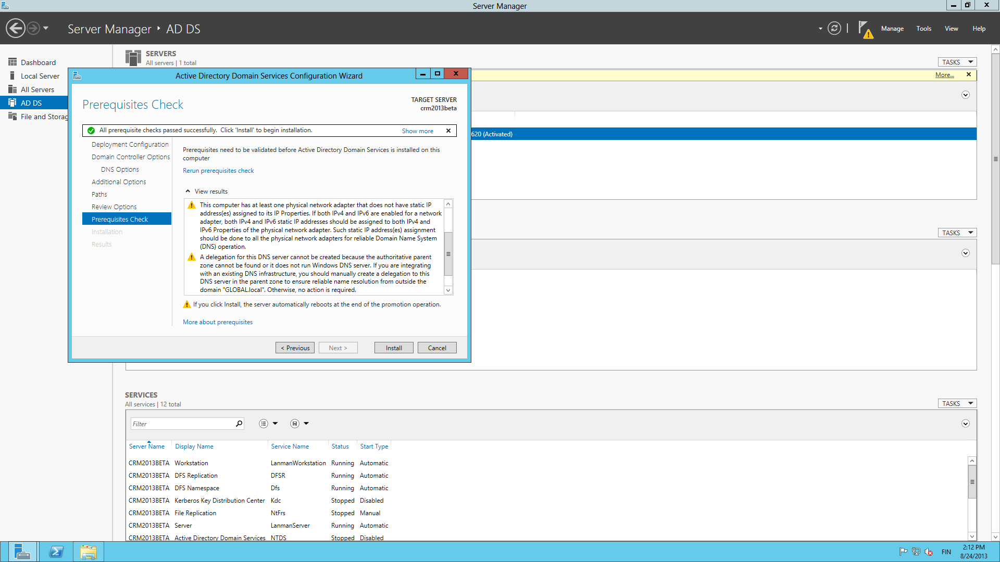 Server Manager
Server Manager ‣ AD DS
Manage
Tools
View
Help
Dashboard
Local Server
All Servers
AD DS
File and Storag
SERVERS
All servers | 1 total
TASKS
More...
620 (Activated)
TASKS
Active Directory Domain Services Configuration Wizard
Prerequisites Check
TARGET SERVER
crm2013beta
All prerequisite checks passed successfully. Click 'Install' to begin installation.
Show more
Deployment Configuration
Domain Controller Options
DNS Options
Additional Options
Paths
Review Options
Prerequisites Check
Installation
Results
Prerequisites need to be validated before Active Directory Domain Services is installed on this
computer
Rerun prerequisites check
View results
This computer has at least one physical network adapter that does not have static IP
address(es) assigned to its IP Properties. If both IPv4 and IPv6 are enabled for a network
adapter, both IPv4 and IPv6 static IP addresses should be assigned to both IPv4 and
IPv6 Properties of the physical network adapter. Such static IP address(es) assignment
should be done to all the physical network adapters for reliable Domain Name System
(DNS) operation.
A delegation for this DNS server cannot be created because the authoritative parent
zone cannot be found or it does not run Windows DNS server. If you are integrating
with an existing DNS infrastructure, you should manually create a delegation to this
DNS server in the parent zone to ensure reliable name resolution from outside the
domain "GLOBAL.local". Otherwise, no action is required.
If you click Install, the server automatically reboots at the end of the promotion operation.
More about prerequisites
< Previous
Next >
Install
Cancel
SERVICES
All services | 12 total
TASKS
Filter
Server Name Display Name Service Name Status Start Type
CRM2013BETA Workstation LanmanWorkstation Running Automatic
CRM2013BETA DFS Replication DFSR Running Automatic
CRM2013BETA DFS Namespace Dfs Running Automatic
CRM2013BETA Kerberos Key Distribution Center Kdc Stopped Disabled
CRM2013BETA File Replication NtFrs Stopped Manual
CRM2013BETA Server LanmanServer Running Automatic
CRM2013BETA Active Directory Domain Services NTDS Stopped Disabled
FIN
2:12 PM
8/24/2013